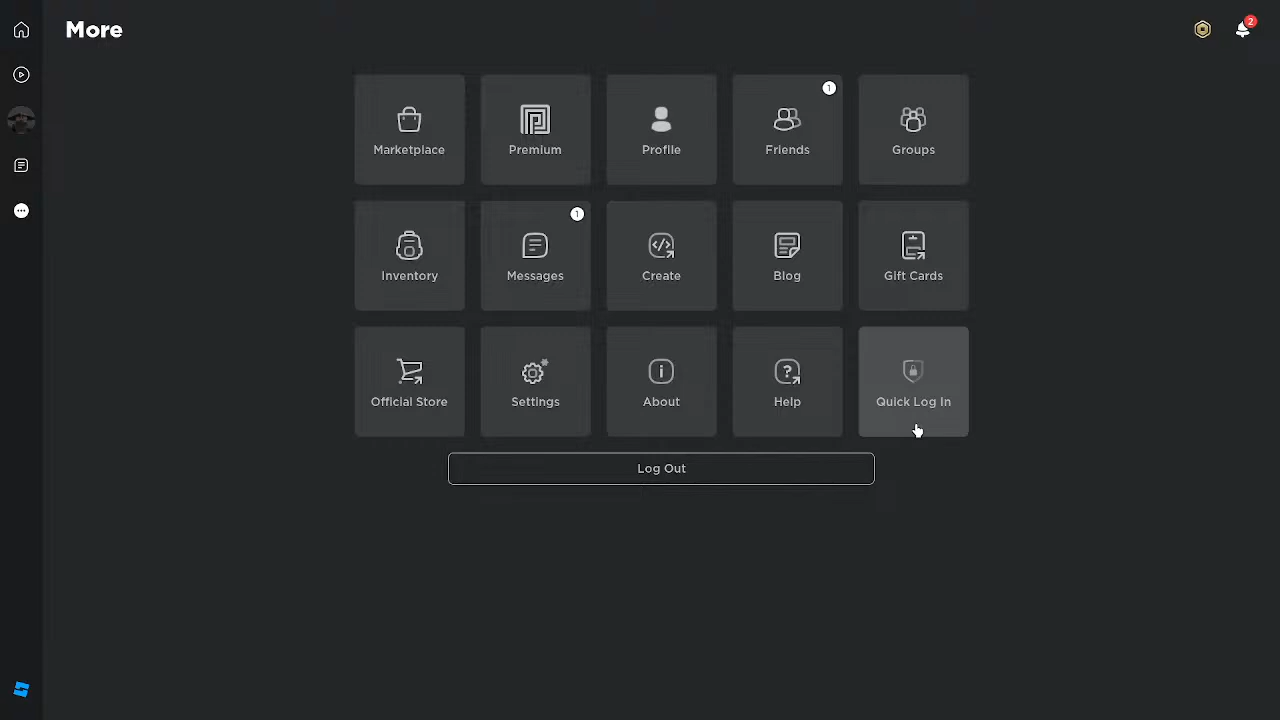 More
2
Marketplace
Premium
Profile
1
Friends
Groups
Inventory
1
Messages
Create
Blog
Gift Cards
Official Store
Settings
About
Help
Quick Log In
Log Out